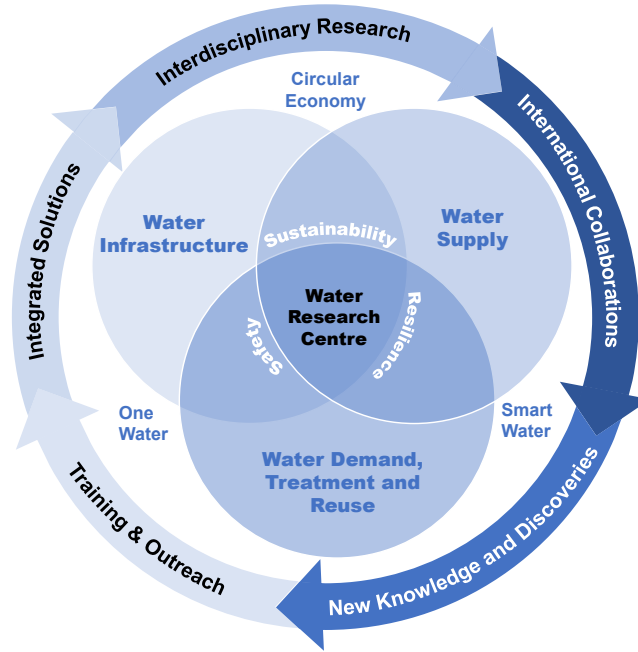 Interdisciplinary Research
International Collaborations
New Knowledge and Discoveries
Training & Outreach
Integrated Solutions
Circular
Economy
Water
Infrastructure
Water
Supply
Sustainability
Water
Research
Centre
Safety
Resilience
One
Water
Smart
Water
Water Demand,
Treatment and
Reuse